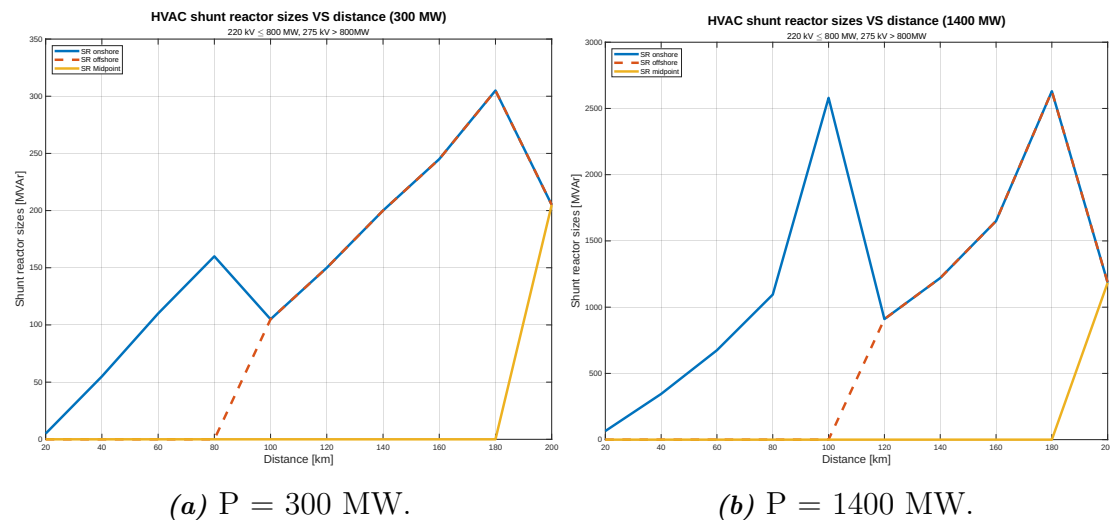 HVAC shunt reactor sizes VS distance (300 MW)
220 kV ≤ 800 MW, 275 kV > 800MW
SR onshore
SR offshore
SR Midpoint
Shunt reactor sizes [MVAr]
350
300
250
200
150
100
50
0
20 40 60 80 100 120 140 160 180 200
Distance [km]
(a) P = 300 MW.
HVAC shunt reactor sizes VS distance (1400 MW)
220 kV ≤ 800 MW, 275 kV > 800MW
SR onshore
SR offshore
SR midpoint
Shunt reactor sizes [MVAr]
3000
2500
2000
1500
1000
500
0
20 40 60 80 100 120 140 160 180 200
Distance [km]
(b) P = 1400 MW.